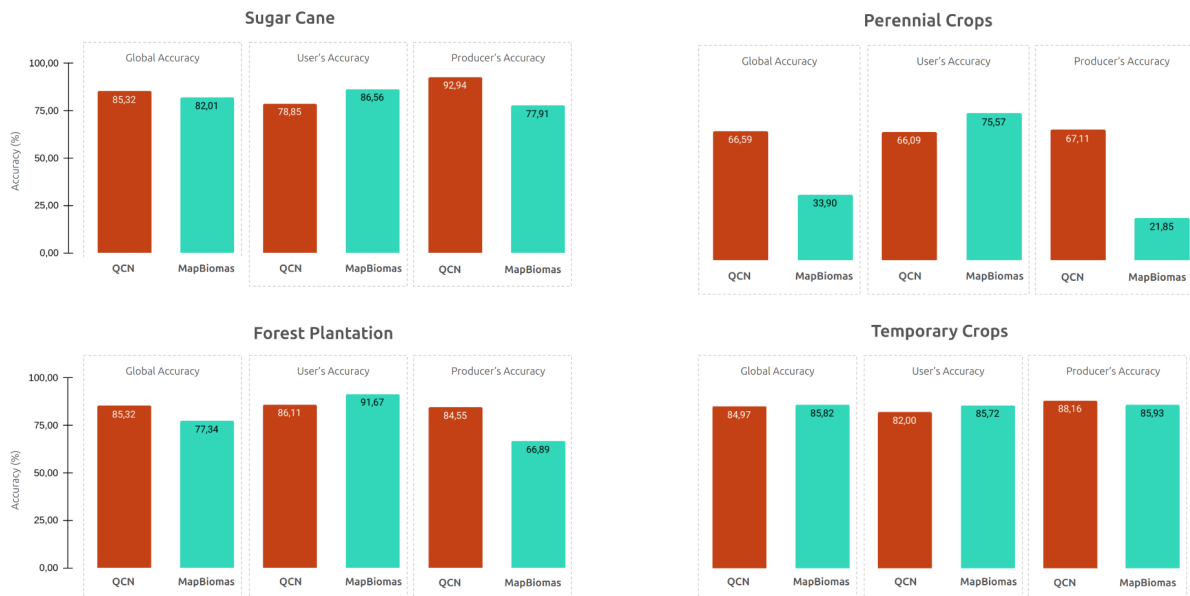 Sugar Cane
Global Accuracy
User's Accuracy
Producer's Accuracy
Accuracy (%)
100,00
75,00
50,00
25,00
0,00
85,32
82,01
78,85
86,56
92,94
77,91
QCN
MapBiomas
QCN
MapBiomas
QCN
MapBiomas
Perennial Crops
Global Accuracy
User's Accuracy
Producer's Accuracy
66,59
33,90
66,09
75,57
67,11
21,85
QCN
MapBiomas
QCN
MapBiomas
QCN
MapBiomas
Forest Plantation
Global Accuracy
User's Accuracy
Producer's Accuracy
Accuracy (%)
100,00
75,00
50,00
25,00
0,00
85,32
77,34
86,11
91,67
84,55
66,89
QCN
MapBiomas
QCN
MapBiomas
QCN
MapBiomas
Temporary Crops
Global Accuracy
User's Accuracy
Producer's Accuracy
84,97
85,82
82,00
85,72
88,16
85,93
QCN
MapBiomas
QCN
MapBiomas
QCN
MapBiomas